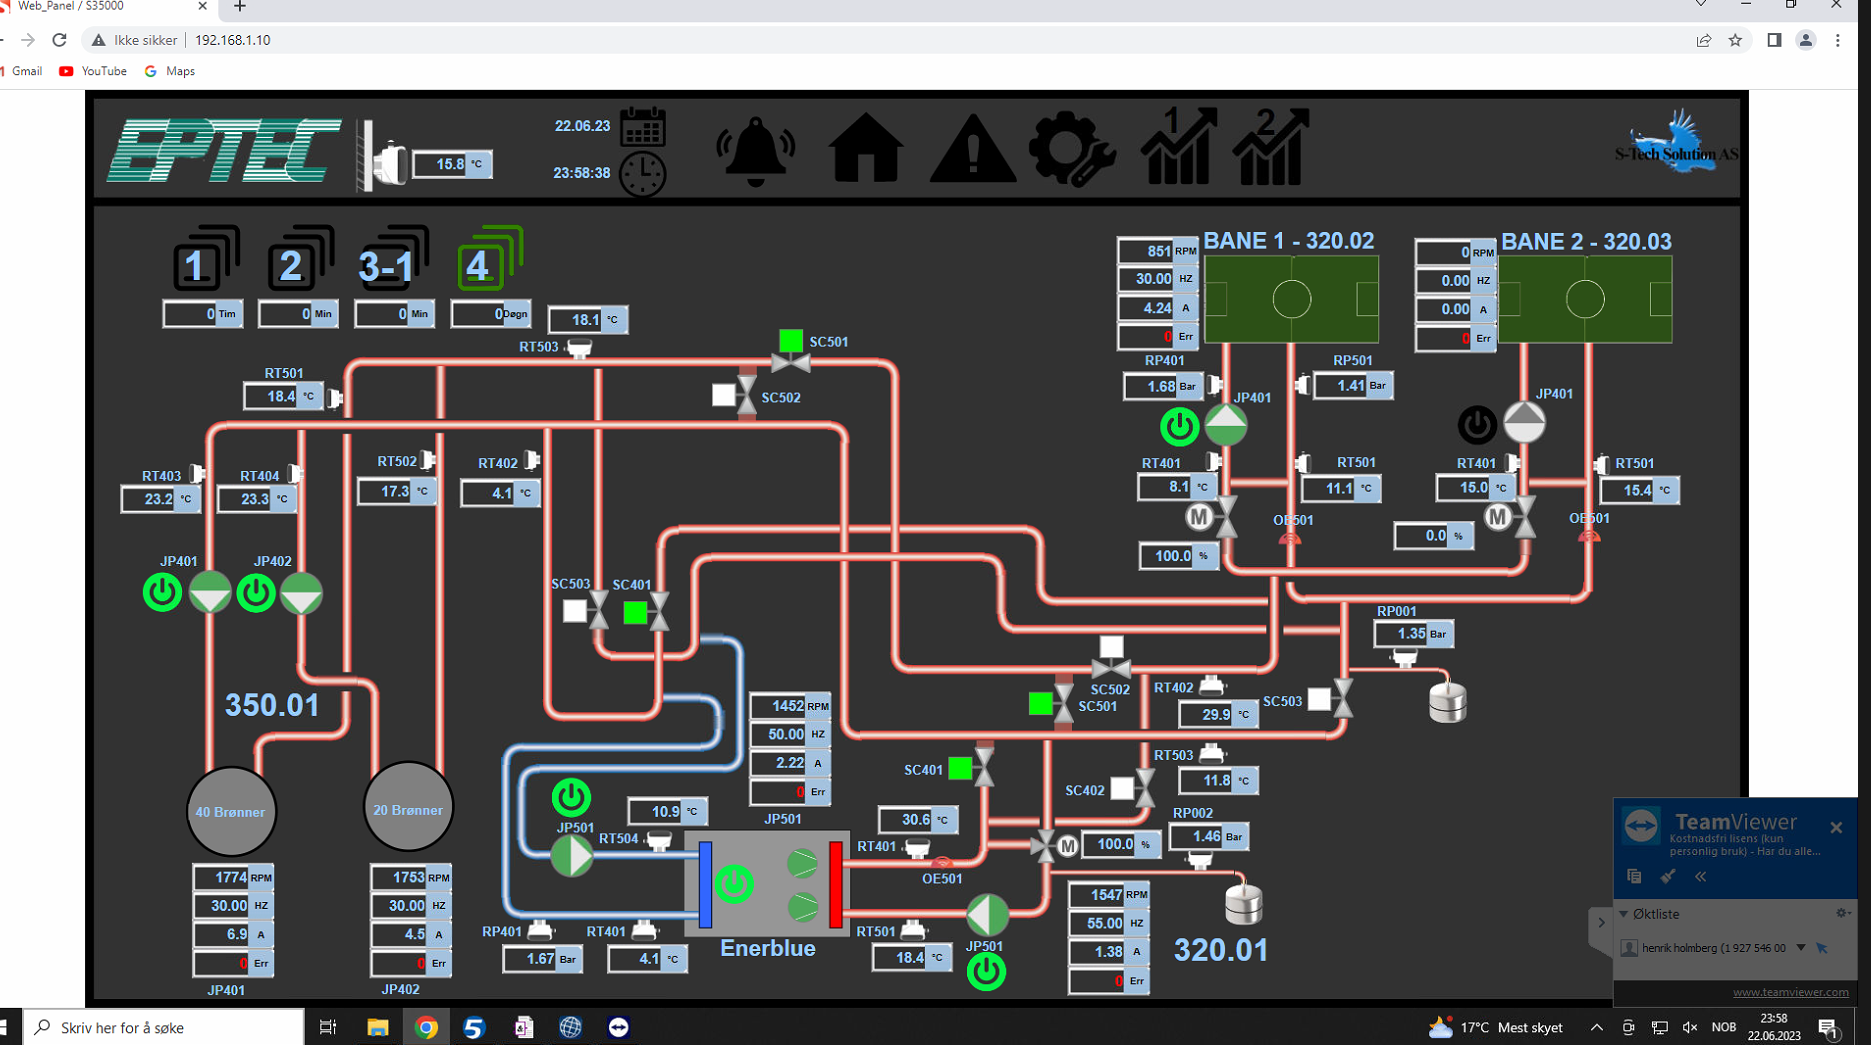 Web_Panel / S35000
Ikke sikker
192.168.1.10
Gmail
YouTube
Maps
EPTEC
15.8 °C
22.06.23
23:58:38
1
2
S-Tech Solution AS
1
2
3-1
4
0 Tim
0 Min
0 Min
0 Døgn
18.1 °C
RT503
SC501
SC502
RT501
18.4 °C
BANE 1 - 320.02
851 RPM
30.00 HZ
4.24 A
0 Err
BANE 2 - 320.03
0 RPM
0.00 HZ
0.00 A
0 Err
RP401
1.68 Bar
RP501
1.41 Bar
JP401
JP401
RT403
23.2 °C
RT404
23.3 °C
RT502
17.3 °C
RT402
4.1 °C
RT401
8.1 °C
RT501
11.1 °C
RT401
15.0 °C
RT501
15.4 °C
M
M
OE501
OE501
100.0 %
0.0 %
JP401
JP402
SC503
SC401
RP001
1.35 Bar
350.01
SC502
SC501
RT402
29.9 °C
SC503
1452 RPM
50.00 HZ
2.22 A
0 Err
JP501
RT503
11.8 °C
SC401
SC402
40 Brønner
20 Brønner
JP501
10.9 °C
RT504
30.6 °C
RT401
OE501
M
100.0 %
RP002
1.46 Bar
1774 RPM
30.00 HZ
6.9 A
0 Err
JP401
1753 RPM
30.00 HZ
4.5 A
0 Err
JP402
RP401
1.67 Bar
RT401
4.1 °C
Enerblue
RT501
18.4 °C
JP501
1547 RPM
55.00 HZ
1.38 A
0 Err
320.01
TeamViewer
Kostnadsfri lisens (kun
personlig bruk) - Har du alle...
Øktliste
henrik holmberg (1 927 546 00
www.teamviewer.com
Skriv her for å søke
5
17°C Mest skyet
NOB
23:58
22.06.2023
1